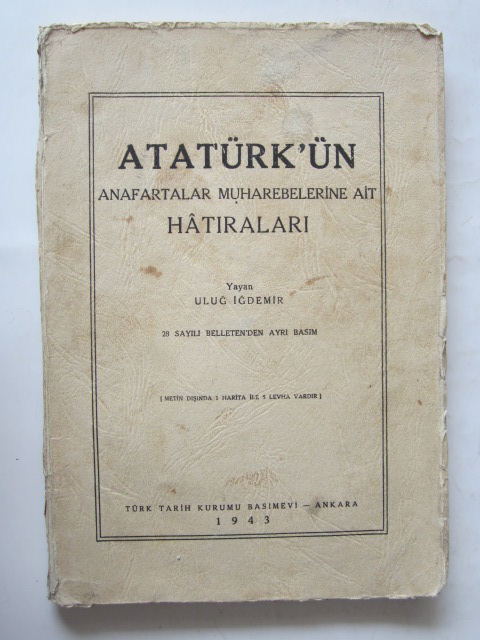 ATATÜRK'ÜN
ANAFARTALAR MUHAREBELERİNE AİT
HÂTIRALARI
Yayan
ULUĞ İĞDEMİR
28 SAYILI BELLETEN'DEN AYRI BASIM
[ METİN DIŞINDA 1 HARİTA İLE 5 LEVHA VARDIR ]
TÜRK TARİH KURUMU BASIMEVİ — ANKARA
1943